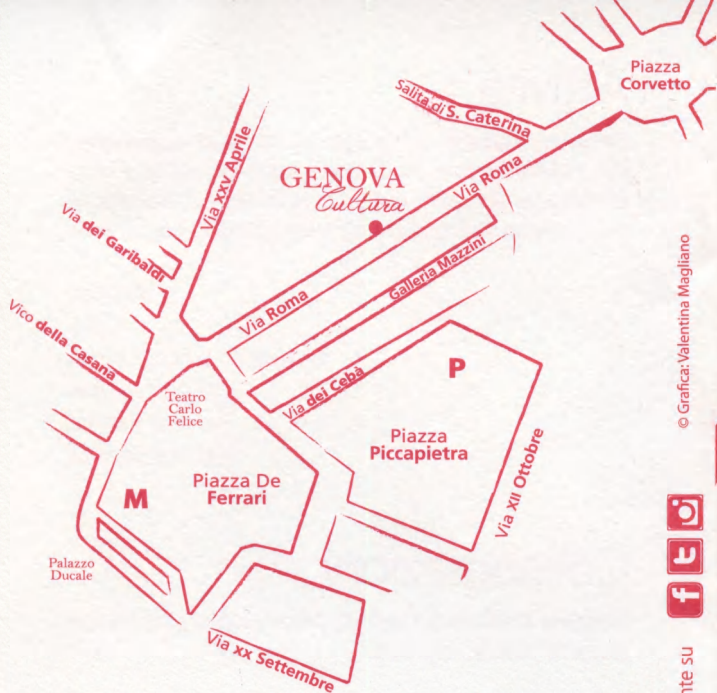 Piazza
Corvetto
Salita di S. Caterina
Via Roma
GENOVA
Cultura
Via xxv Aprile
Via dei Garibaldi
Vico della Casana
Via Roma
Galleria Mazzini
Via dei Cebà
P
Teatro
Carlo
Felice
Piazza
Piccapietra
Piazza De
Ferrari
M
Via XII Ottobre
Palazzo
Ducale
Via xx Settembre
© Grafica: Valentina Magliano
f t
nte su